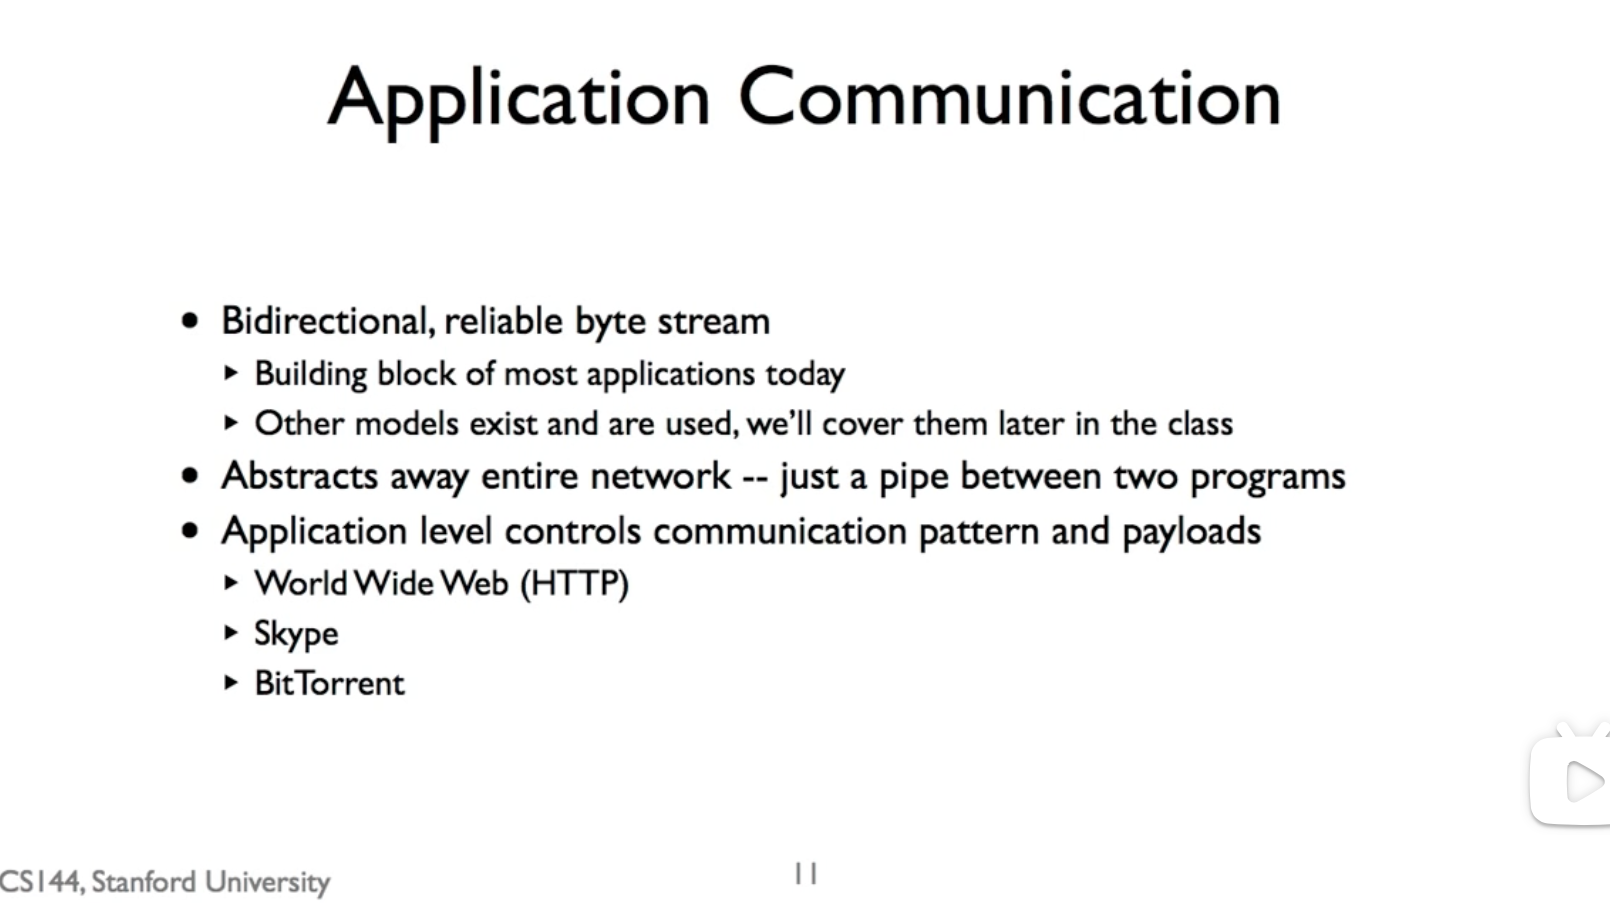 Application Communication
• Bidirectional, reliable byte stream
‣ Building block of most applications today
‣ Other models exist and are used, we'll cover them later in the class
• Abstracts away entire network -- just a pipe between two programs
• Application level controls communication pattern and payloads
‣ World Wide Web (HTTP)
‣ Skype
‣ BitTorrent
CS144, Stanford University
11